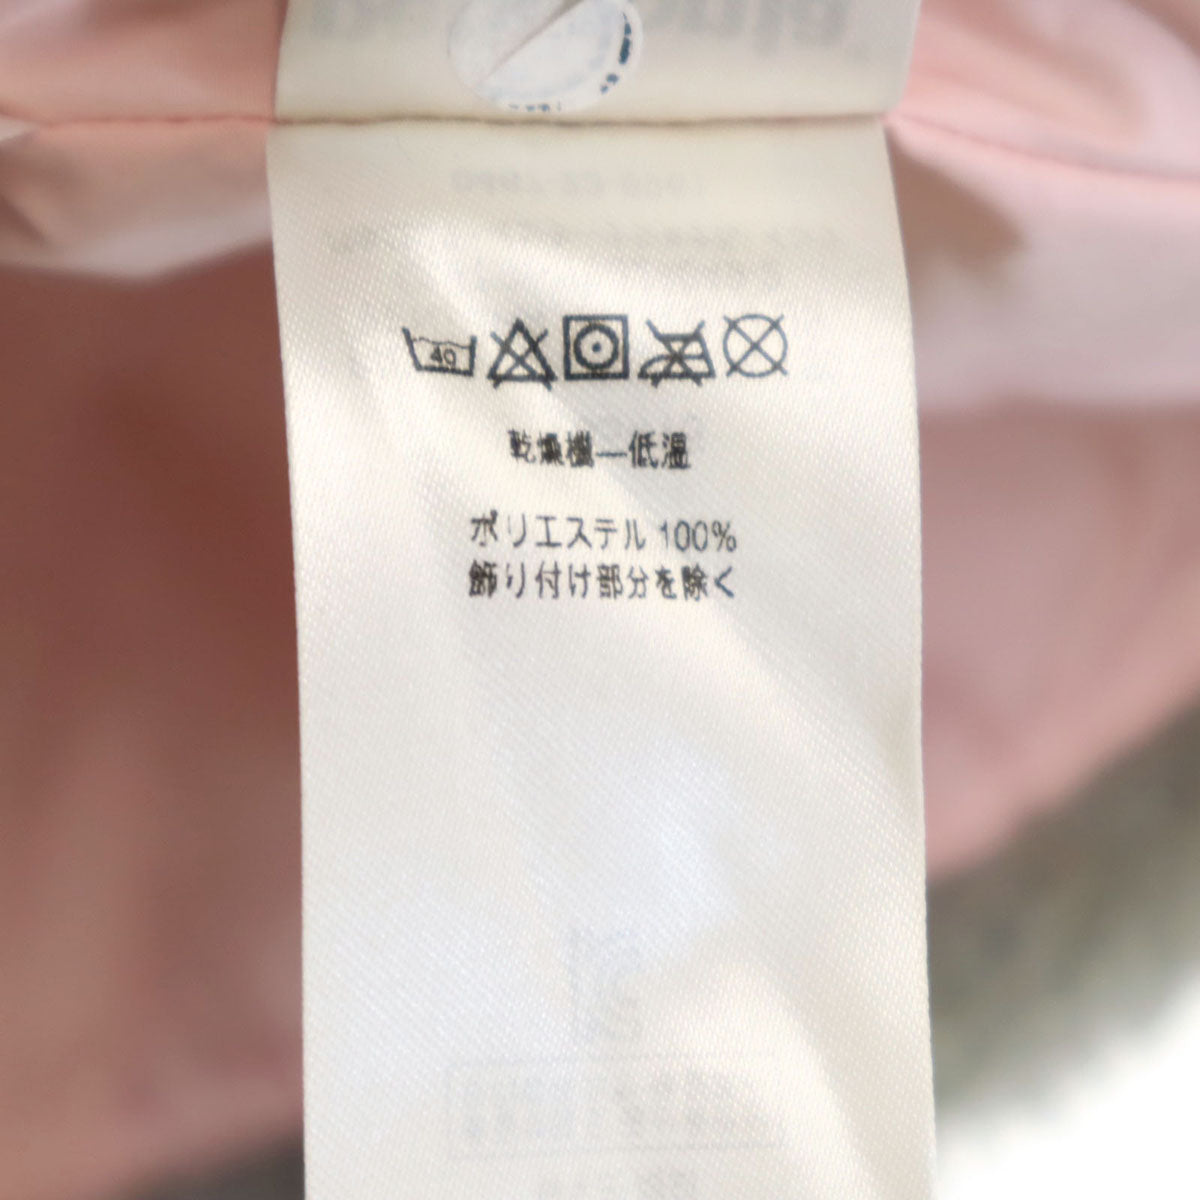 40
乾燥機—低温
ポリエステル 100%
飾り付け部分を除く